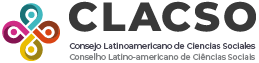 CLACSO
Consejo Latinoamericano de Ciencias Sociales
Conselho Latino-americano de Ciências Sociais